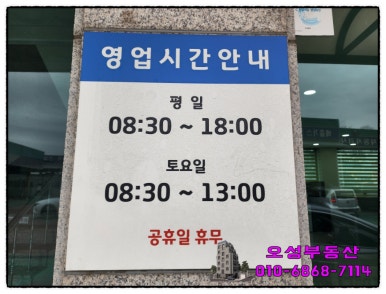 영업시간안내
평 일
08:30 ~ 18:00
토요일
08:30 ~ 13:00
공휴일 휴무
오성부동산
010-6868-7114